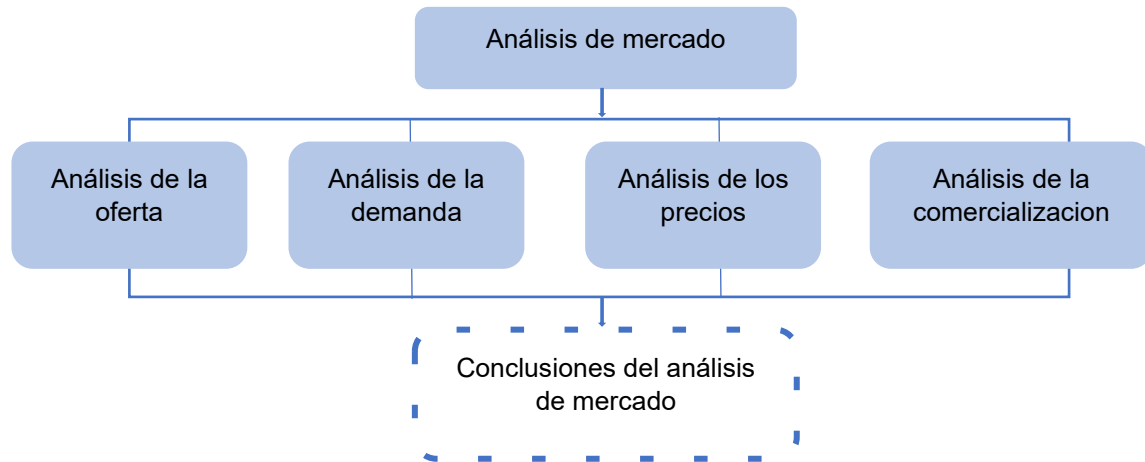 Análisis de mercado
Análisis de la
oferta
Análisis de la
demanda
Análisis de los
precios
Análisis de la
comercializacion
Conclusiones del análisis
de mercado